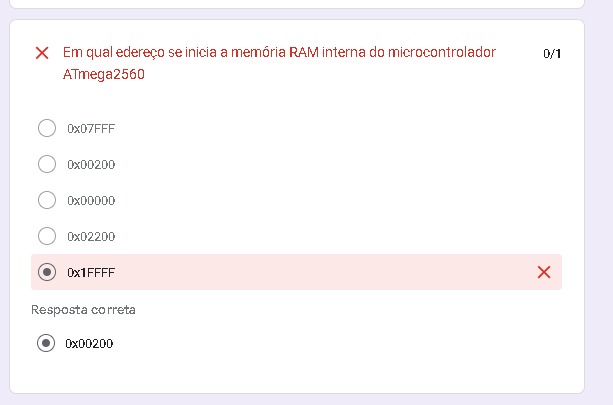 Em qual edereço se inicia a memória RAM interna do microcontrolador
ATmega2560
0/1
0x07FFF
0x00200
0x00000
0x02200
0x1FFFF
Resposta correta
0x00200